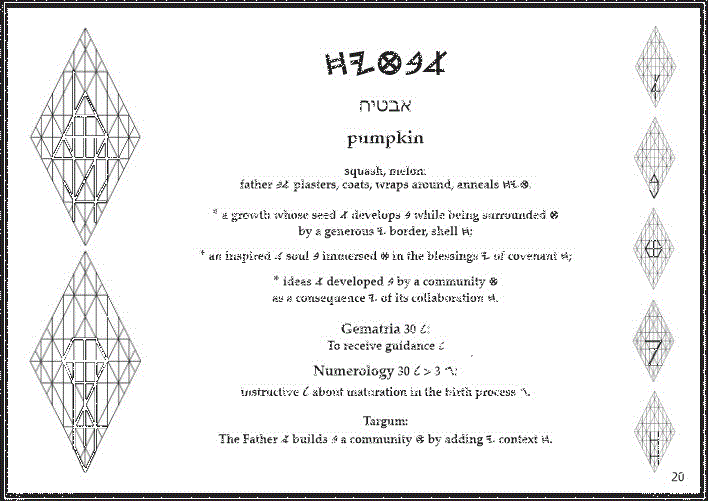 𐤀𐤁𐤈𐤉𐤇
אבטיח
pumpkin
squash, melon:
father 𐤀𐤁 plasters, coats, wraps around, anneals 𐤈𐤉𐤇.
* a growth whose seed 𐤀 develops 𐤁 while being surrounded 𐤈
by a generous 𐤉 border, shell 𐤇;
* an inspired 𐤀 soul 𐤁 immersed 𐤈 in the blessings 𐤉 of covenant 𐤇;
* ideas 𐤀 developed 𐤁 by a community 𐤈
as a consequence 𐤉 of its collaboration 𐤇.
Gematria 30 𐤋:
To receive guidance 𐤋
Numerology 30 𐤋 > 3 𐤂:
instructive 𐤋 about maturation in the birth process 𐤂.
Targum:
The Father 𐤀 builds 𐤁 a community 𐤈 by adding 𐤉 context 𐤇.
𐤀
𐤁
𐤈
𐤉
𐤇
20